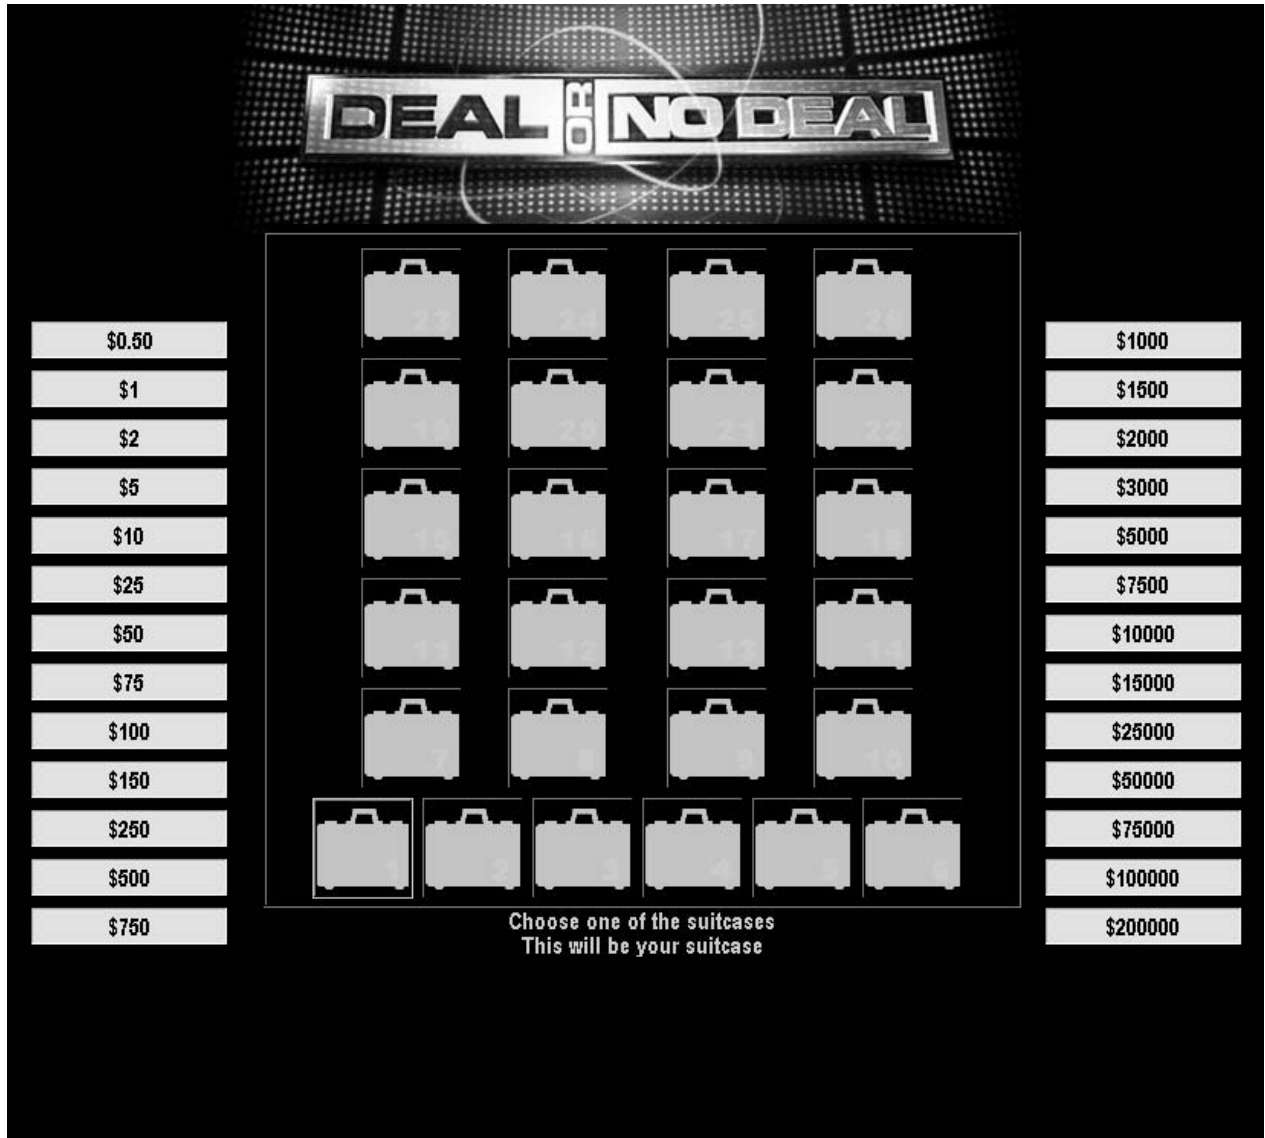 DEAL OR NO DEAL
23 24 25 26
$0.50 $1000
19 20 21 22
$1 $1500
$2 $2000
15 16 17 18
$5 $3000
$10 $5000
11 12 13 14
$25 $7500
$50 $10000
$75 $15000
7 8 9 10
$100 $25000
$150 $50000
1 2 3 4 5 6
$250 $75000
$500 $100000
$750 $200000
Choose one of the suitcases
This will be your suitcase